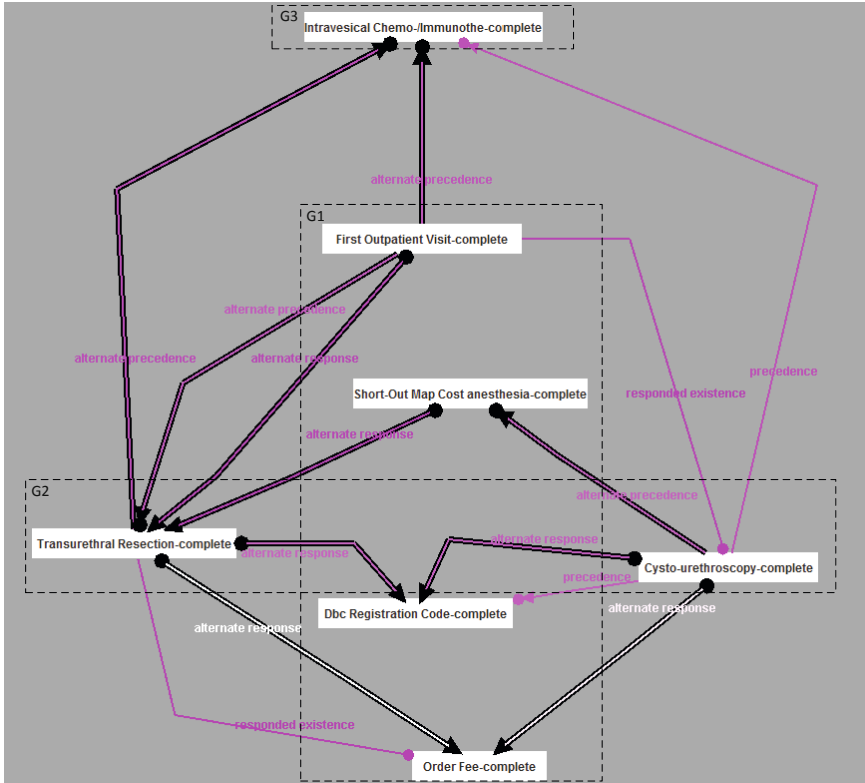 G3
Intravesical Chemo-/Immunothe-complete
alternate precedence
G1
First Outpatient Visit-complete
alternate precedence
alternate precedence
alternate response
precedence
Short-Out Map Cost anesthesia-complete
responded existence
alternate response
G2
alternate precedence
Transurethral Resection-complete
alternate response
alternate response
Cysto-urethroscopy-complete
precedence
Dbc Registration Code-complete
alternate response
alternate response
responded existence
Order Fee-complete